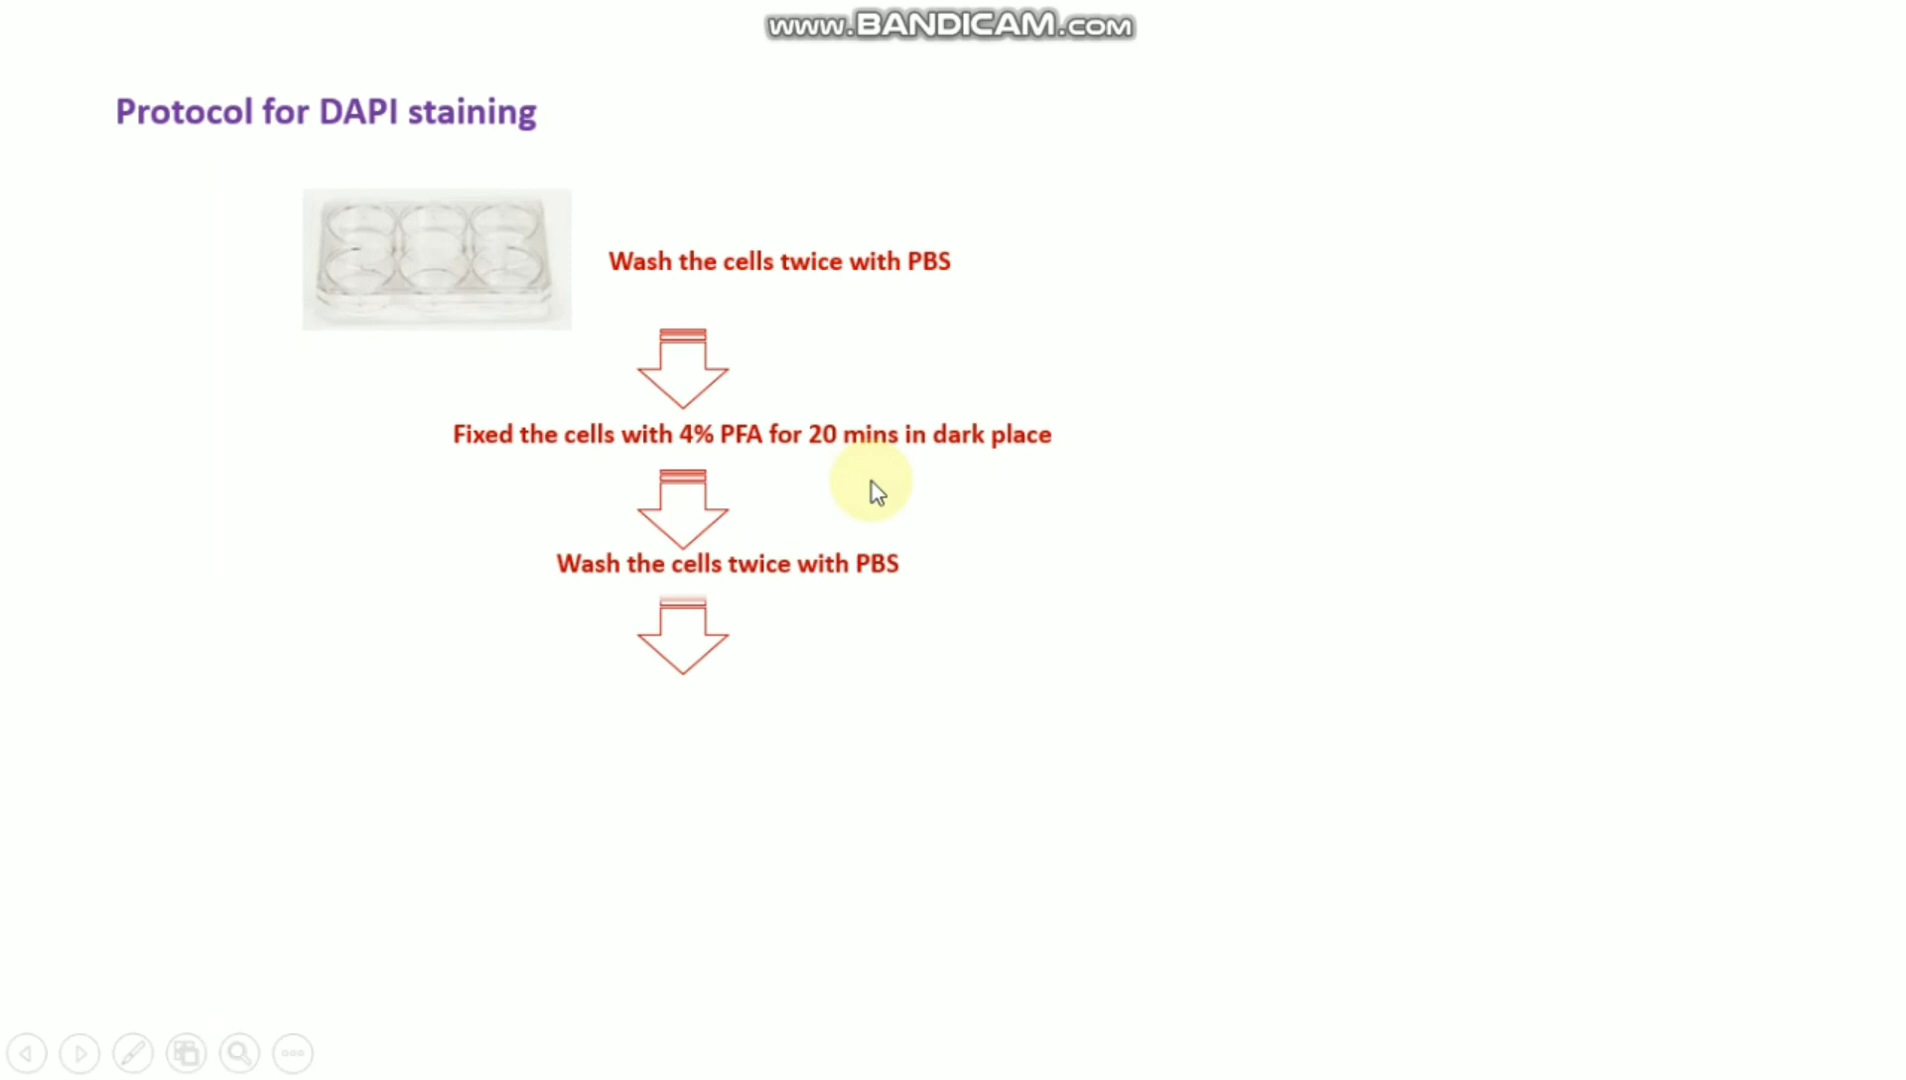 www.BANDICAM.com
Protocol for DAPI staining
Wash the cells twice with PBS
Fixed the cells with 4% PFA for 20 mins in dark place
Wash the cells twice with PBS